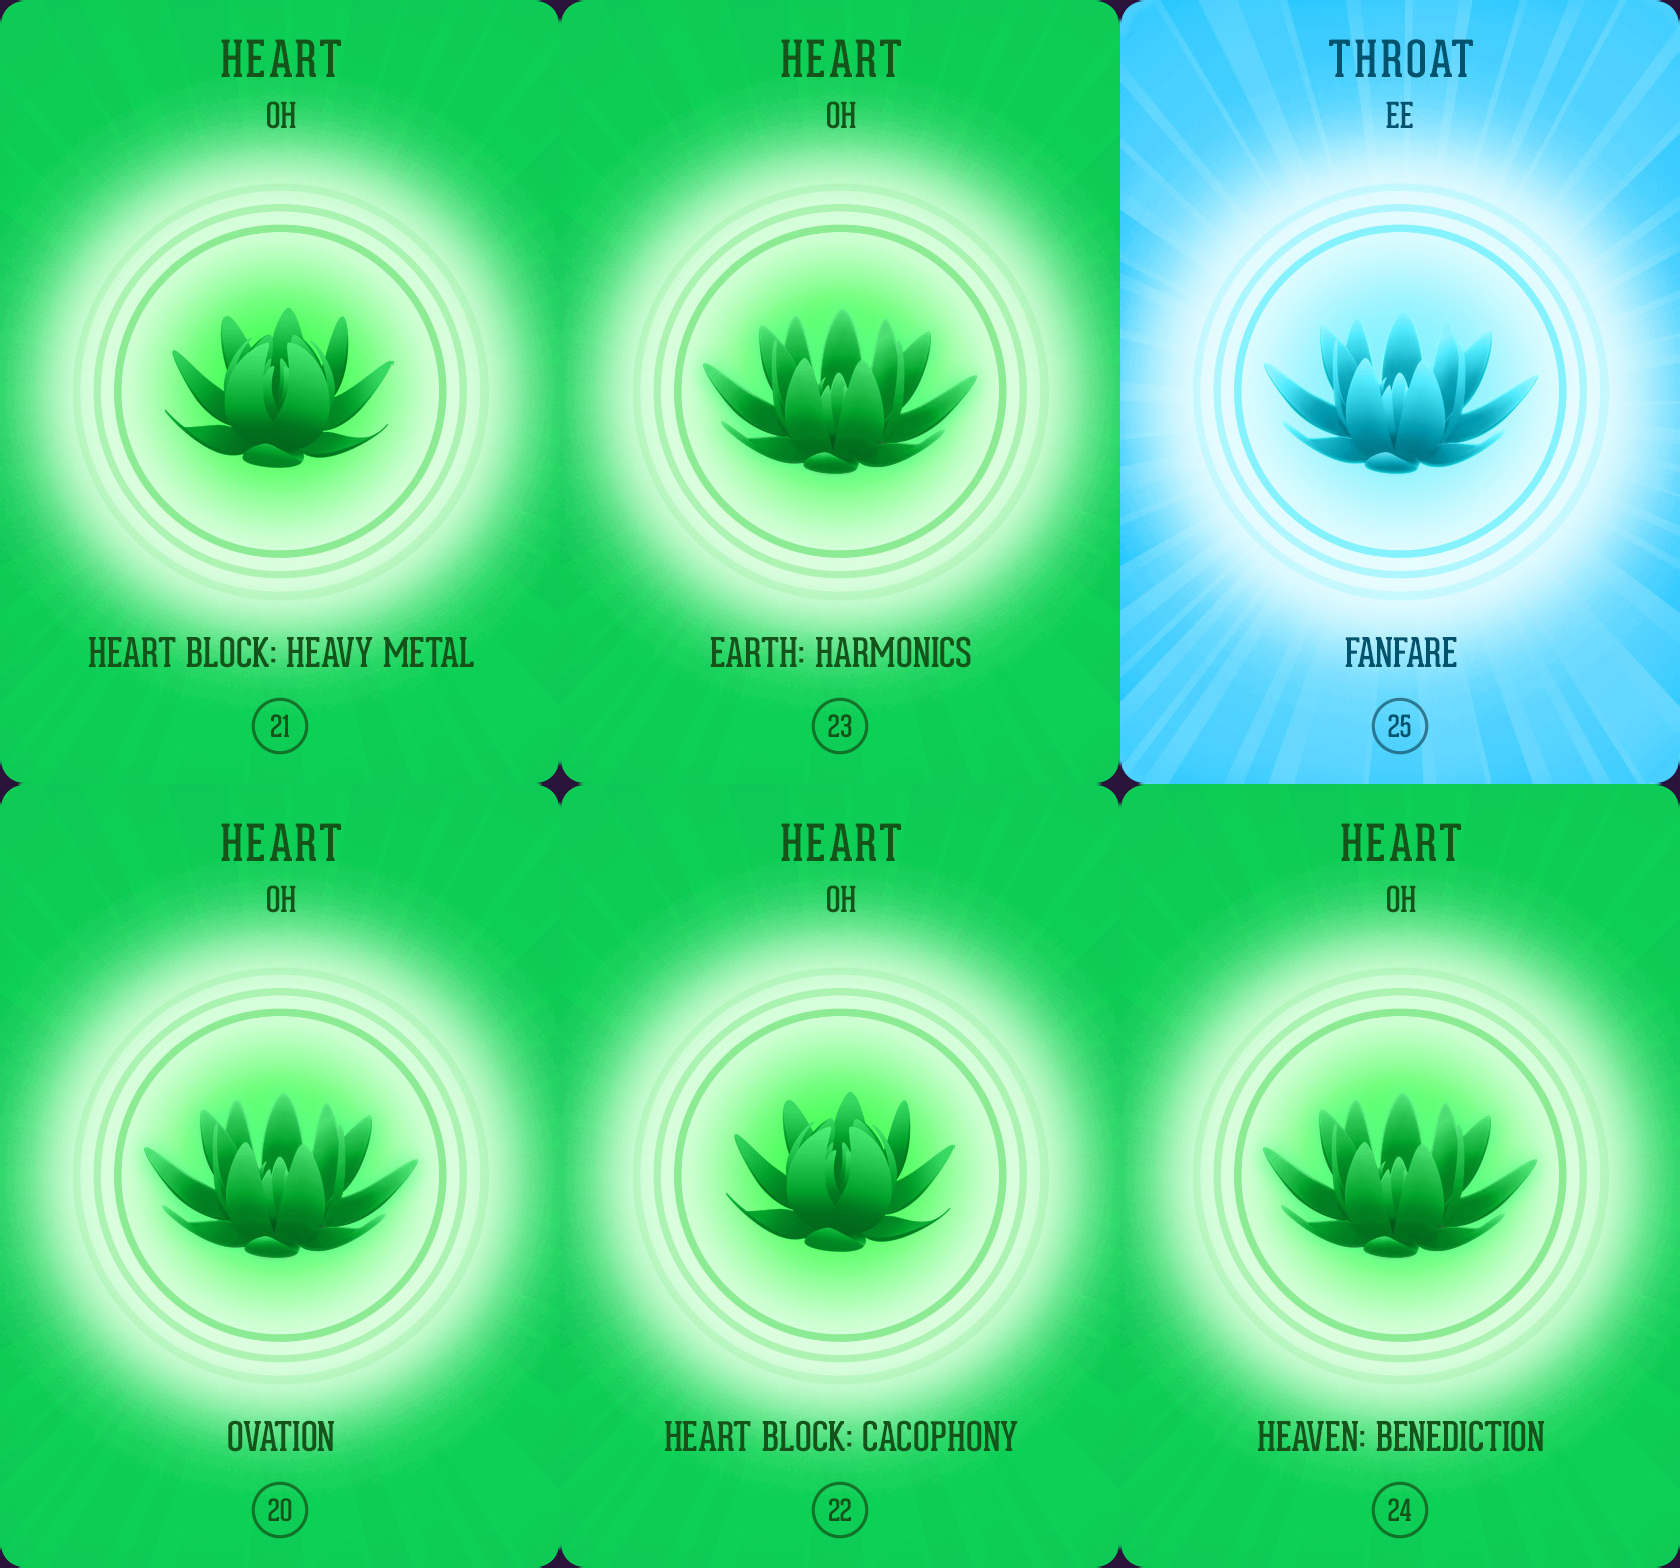 HEART
OH
HEART BLOCK: HEAVY METAL
21
HEART
OH
EARTH: HARMONICS
23
THROAT
EE
FANFARE
25
HEART
OH
OVATION
20
HEART
OH
HEART BLOCK: CACOPHONY
22
HEART
OH
HEAVEN: BENEDICTION
24